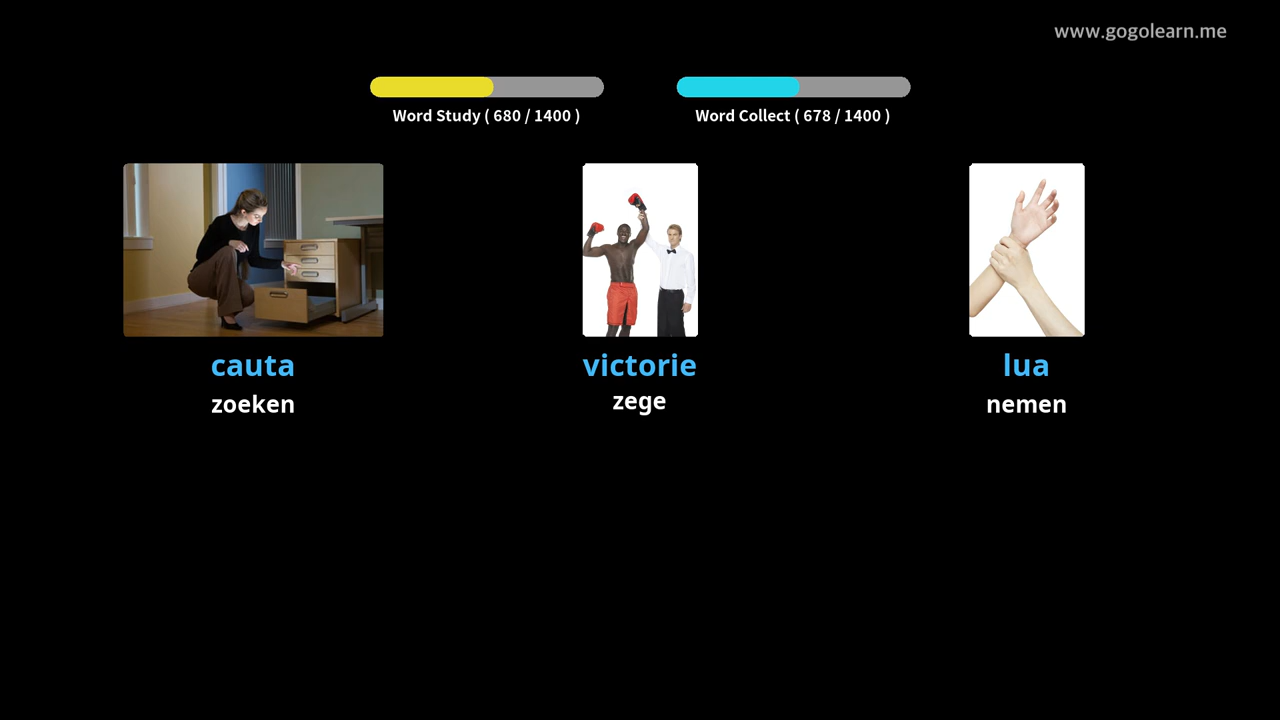 www.gogolearn.me
Word Study ( 680 / 1400 )
Word Collect ( 678 / 1400 )
cauta
zoeken
victorie
zege
lua
nemen